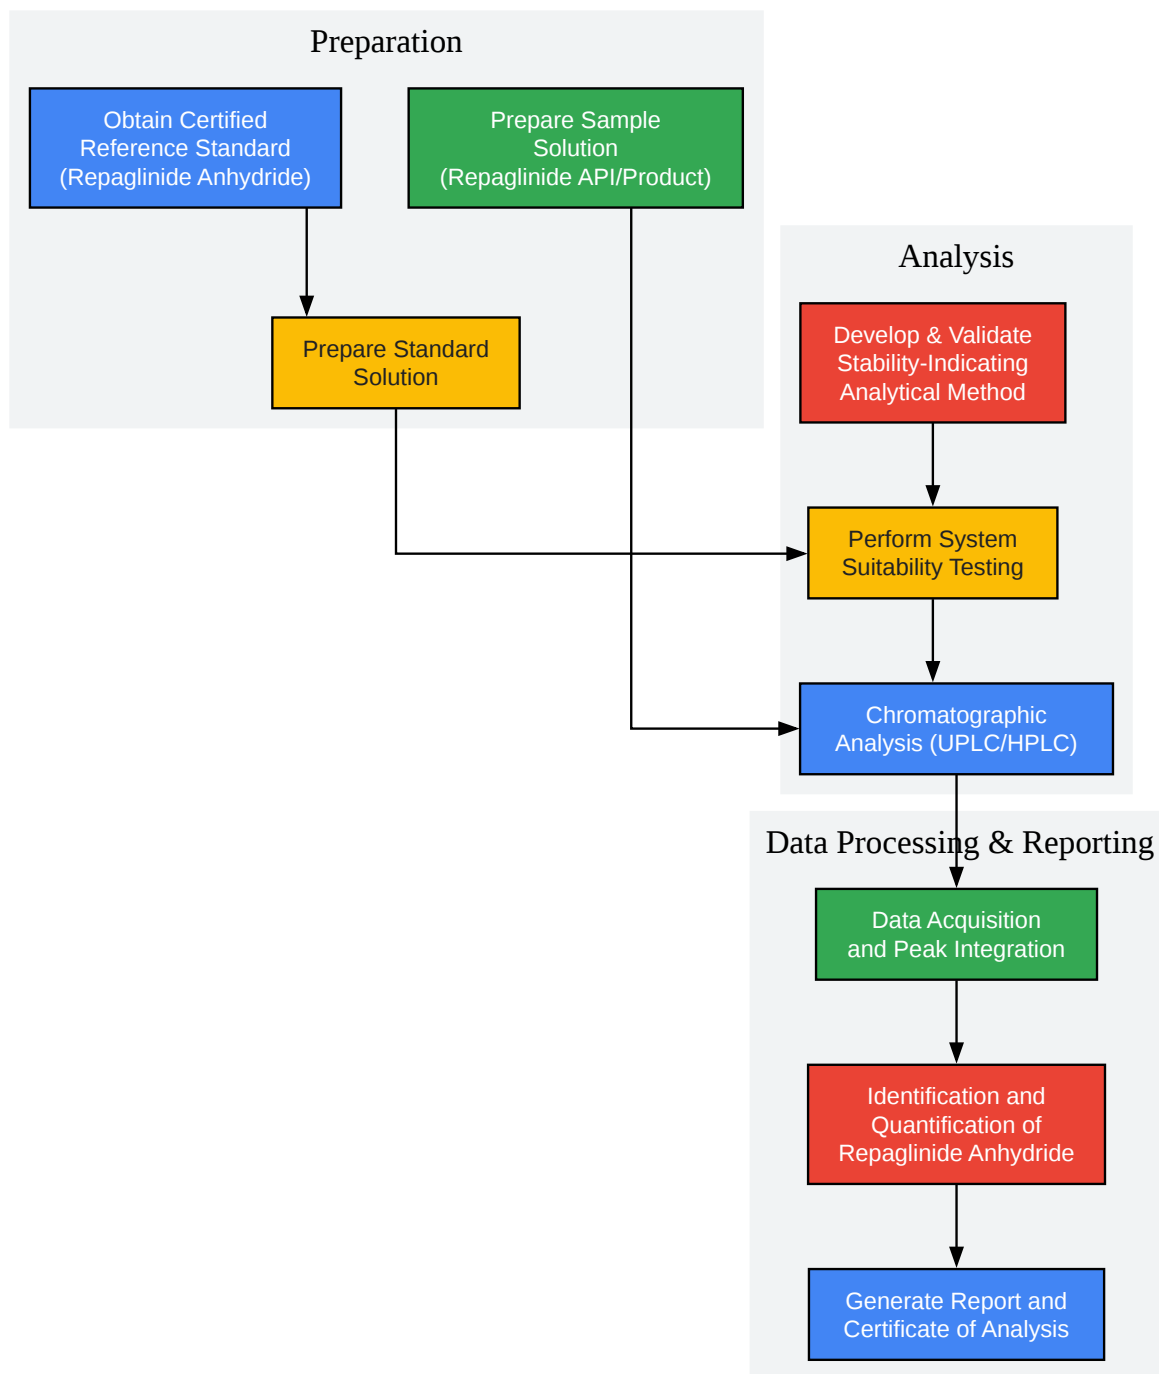 Preparation
Obtain Certified
Reference Standard
(Repaglinide Anhydride)
Prepare Sample
Solution
(Repaglinide API/Product)
Prepare Standard
Solution
Analysis
Develop & Validate
Stability-Indicating
Analytical Method
Perform System
Suitability Testing
Chromatographic
Analysis (UPLC/HPLC)
Data Processing & Reporting
Data Acquisition
and Peak Integration
Identification and
Quantification of
Repaglinide Anhydride
Generate Report and
Certificate of Analysis